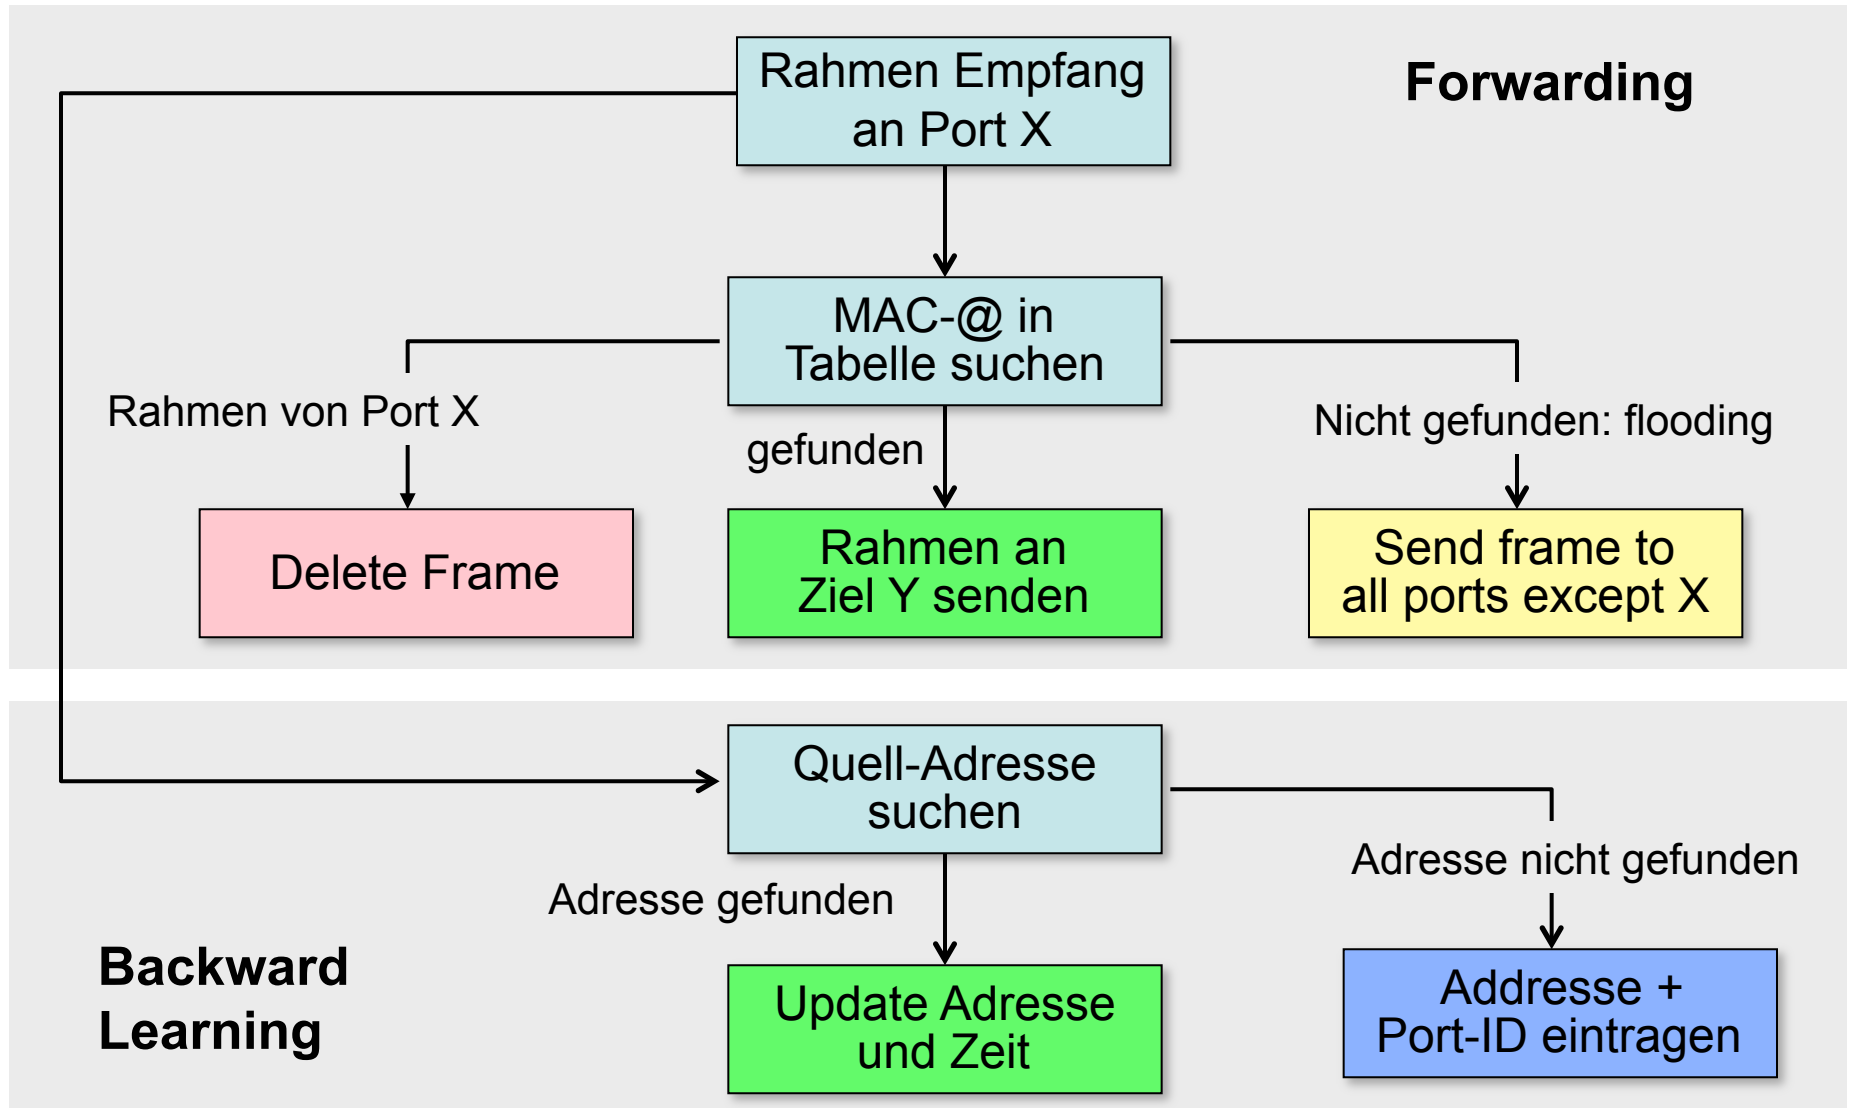 Rahmen Empfang
an Port X
Forwarding
MAC-@ in
Tabelle suchen
Rahmen von Port X
gefunden
Nicht gefunden: flooding
Delete Frame
Rahmen an
Ziel Y senden
Send frame to
all ports except X
Quell-Adresse
suchen
Adresse gefunden
Adresse nicht gefunden
Backward
Learning
Update Adresse
und Zeit
Addresse +
Port-ID eintragen